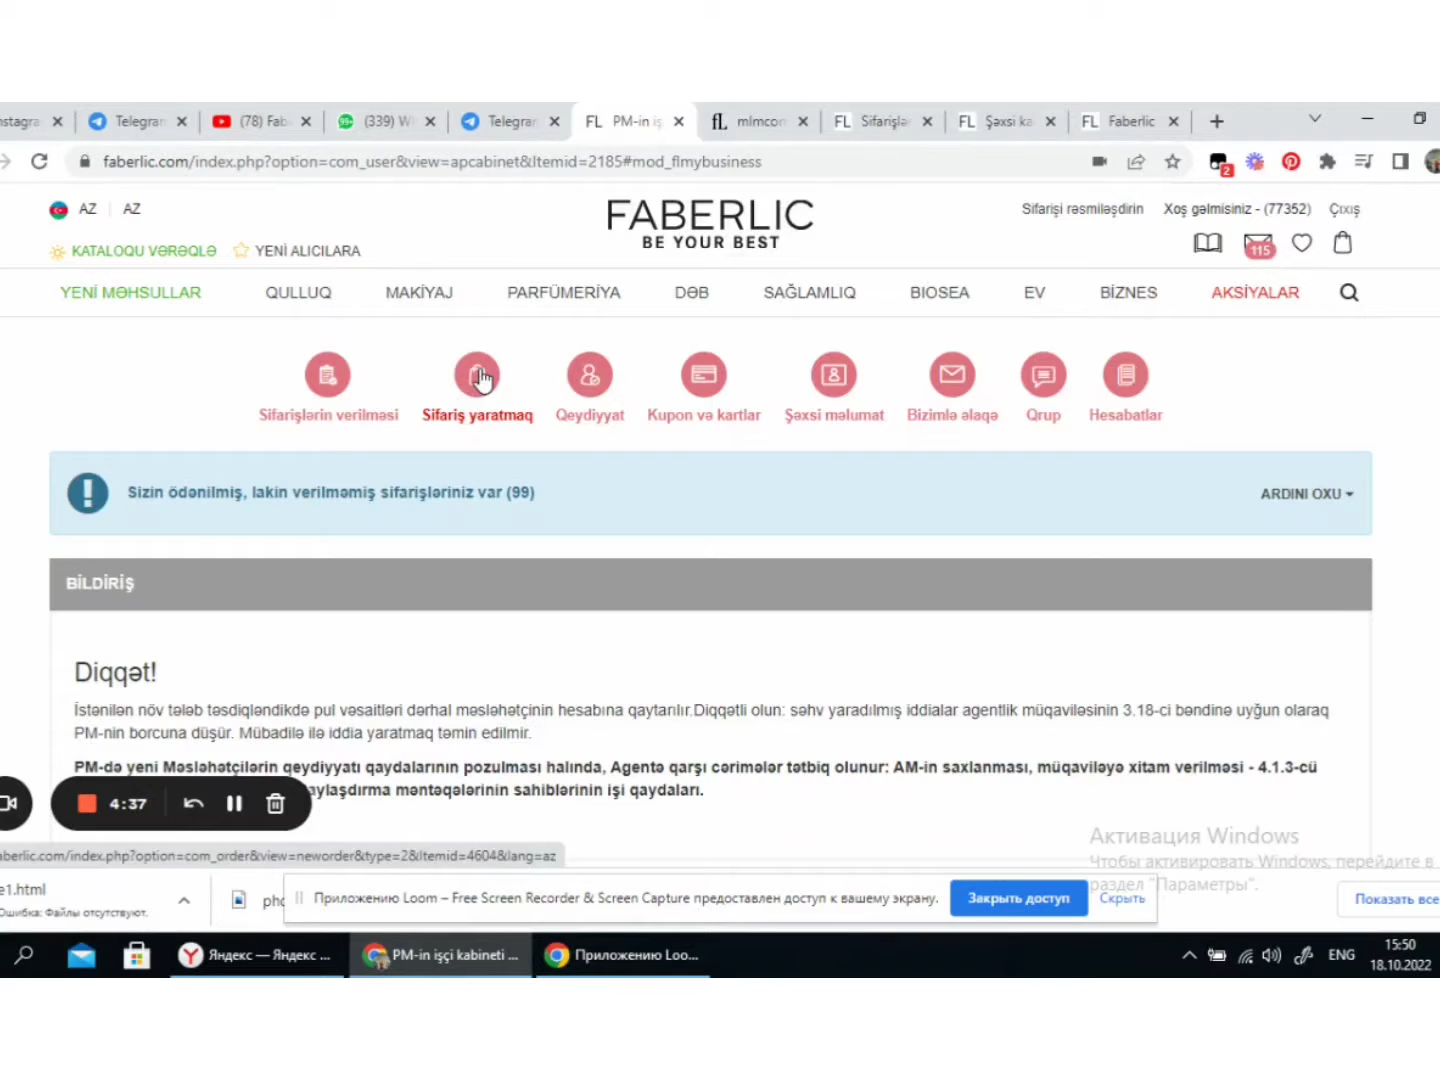 nstagra
Telegram
(78) Fab
(339) W
Telegram
FL PM-in iş
fL mlmcon
FL Sifarişlə
FL Şəxsi ka
FL Faberlic
faberlic.com/index.php?option=com_user&view=apcabinet&Itemid=2185#mod_flmybusiness
2
AZ AZ
FABERLIC
BE YOUR BEST
Sifarişi rəsmiləşdirin Xoş gəlmisiniz - (77352) Çıxış
KATALOQU VƏRƏQLƏ YENİ ALICILARA
115
YENİ MƏHSULLAR QULLUQ MAKİYAJ PARFÜMERİYA DƏB SAĞLAMLIQ BIOSEA EV BİZNES AKSİYALAR
Sifarişlərin verilməsi Sifariş yaratmaq Qeydiyyat Kupon və kartlar Şəxsi məlumat Bizimlə əlaqə Qrup Hesabatlar
Sizin ödənilmiş, lakin verilməmiş sifarişləriniz var (99)
ARDINI OXU
BİLDİRİŞ
Diqqət!
İstənilən növ tələb təsdiqləndikdə pul vəsaitləri dərhal məsləhətçinin hesabına qaytarılır.Diqqətli olun: səhv yaradılmış iddialar agentlik müqaviləsinin 3.18-ci bəndinə uyğun olaraq
PM-nin borcuna düşür. Mübadilə ilə iddia yaratmaq təmin edilmir.
PM-də yeni Məsləhətçilərin qeydiyyatı qaydalarının pozulması halında, Agentə qarşı cərimələr tətbiq olunur: AM-in saxlanması, müqaviləyə xitam verilməsi - 4.1.3-cü
aylaşdırma məntəqələrinin sahiblərinin işi qaydaları.
4:37
Активация Windows
Чтобы активировать Windows, перейдите в
раздел "Параметры".
aberlic.com/index.php?option=com_order&view=neworder&type=2&Itemid=4604&lang=az
e1.html
Ошибка: Файлы отсутствуют.
pho
Приложению Loom – Free Screen Recorder & Screen Capture предоставлен доступ к вашему экрану.
Закрыть доступ
Скрыть
Показать все
Яндекс — Яндекс ...
PM-in işçi kabineti ...
Приложению Loo...
ENG
15:50
18.10.2022